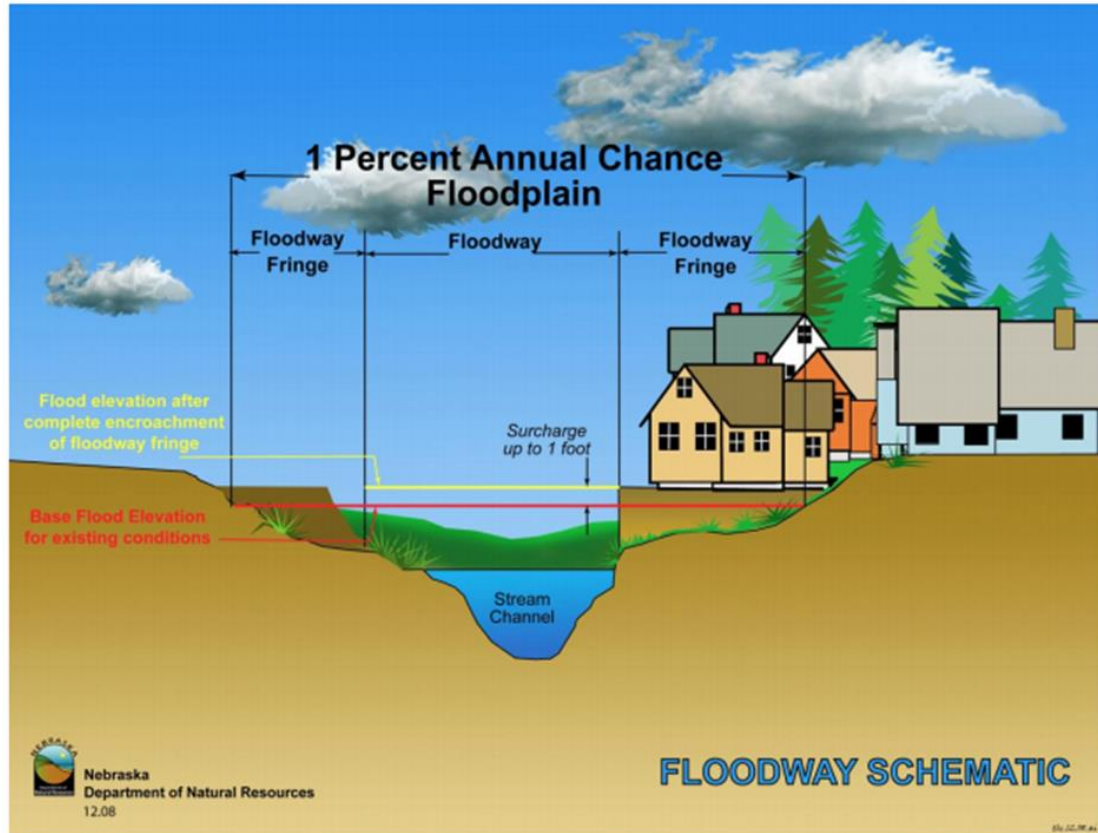 1 Percent Annual Chance
Floodplain
Floodway
Fringe
Floodway
Floodway
Fringe
Flood elevation after
complete encroachment
of floodway fringe
Surcharge
up to 1 foot
Base Flood Elevation
for existing conditions
Stream
Channel
NEBRASKA
Nebraska
Department of Natural Resources
12.08
FLOODWAY SCHEMATIC